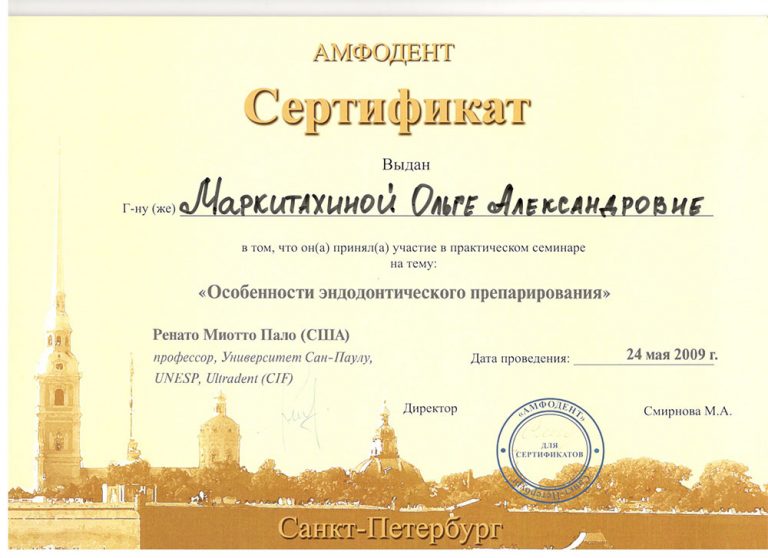 АМФОДЕНТ
Сертификат
Выдан
Г-ну (же) Маркитахиной Ольге Александровне
в том, что он(а) принял(а) участие в практическом семинаре
на тему:
«Особенности эндодонтического препарирования»
Ренато Миотто Пало (США)
профессор, Университет Сан-Паулу,
UNESP, Ultradent (CIF)
Дата проведения: 24 мая 2009 г.
Директор
Смирнова М.А.
«АМФОДЕНТ»
ДЛЯ
СЕРТИФИКАТОВ
Санкт-Петербург
Санкт-Петербург